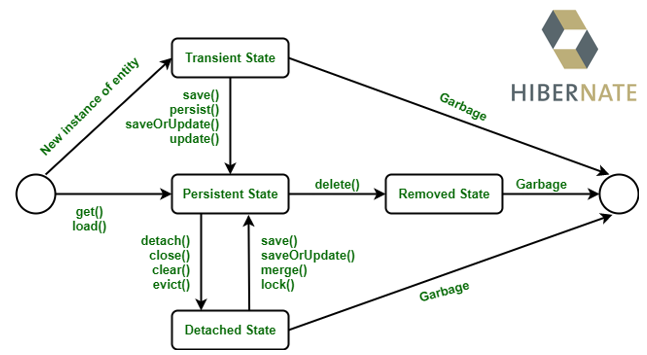 HIBERNATE
New instance of entity
Transient State
save()
persist()
saveOrUpdate()
update()
Garbage
get()
load()
Persistent State
delete()
Removed State
Garbage
detach()
close()
clear()
evict()
save()
saveOrUpdate()
merge()
lock()
Garbage
Detached State